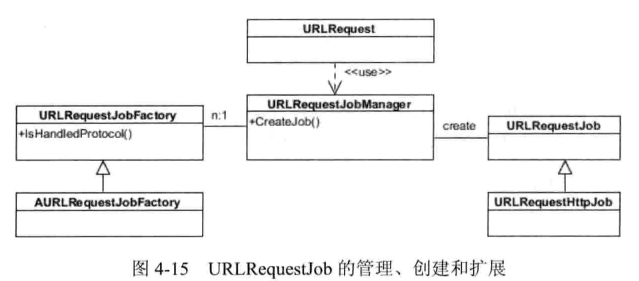 URLRequest
<<use>>
URLRequestJobFactory
+IsHandledProtocol()
n:1
URLRequestJobManager
+CreateJob()
create
URLRequestJob
AURLRequestJobFactory
URLRequestHttpJob
图 4-15 URLRequestJob 的管理、创建和扩展